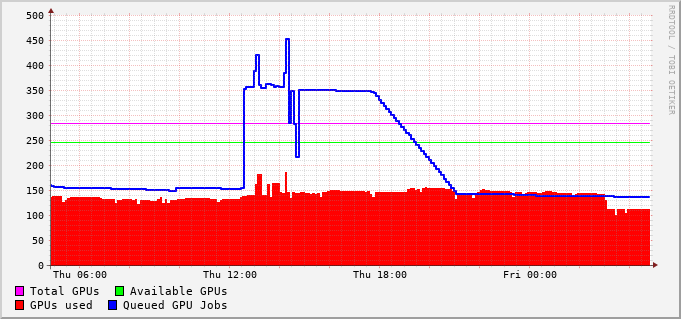 RRDTOOL / TOBI OETIKER
500
450
400
350
300
250
200
150
100
50
0
Thu 06:00 Thu 12:00 Thu 18:00 Fri 00:00
Total GPUs Available GPUs
GPUs used Queued GPU Jobs